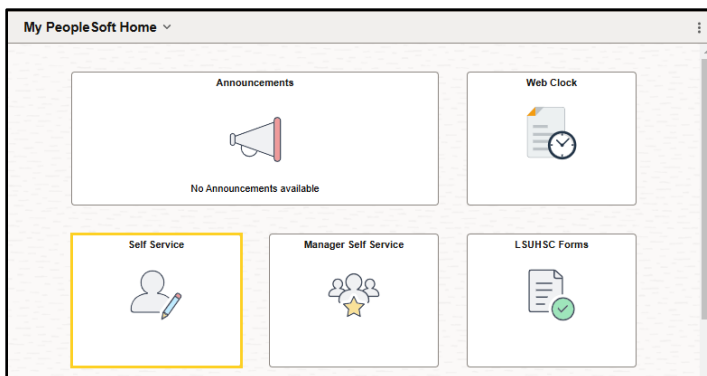 My PeopleSoft Home
Announcements
No Announcements available
Web Clock
Self Service
Manager Self Service
LSUHSC Forms